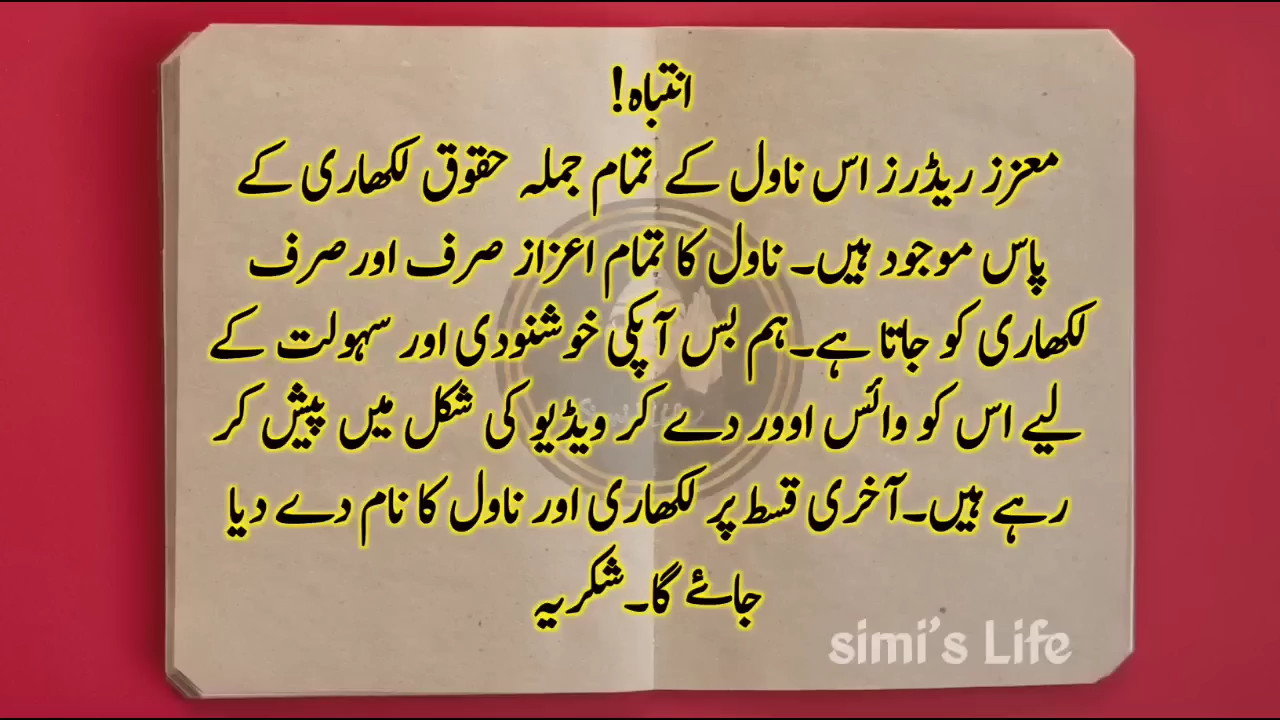 انتباہ!
معزز ریڈرز اس ناول کے تمام جملہ حقوق لکھاری کے
پاس موجود ہیں۔ ناول کا تمام اعزاز صرف اور صرف
لکھاری کو جاتا ہے۔ہم بس آپکی خوشنودی اور سہولت کے
لیے اس کو وائس اوور دے کر ویڈیو کی شکل میں پیش کر
رہے ہیں۔آخری قسط پر لکھاری اور ناول کا نام دے دیا
جائے گا۔شکریہ
simi's Life